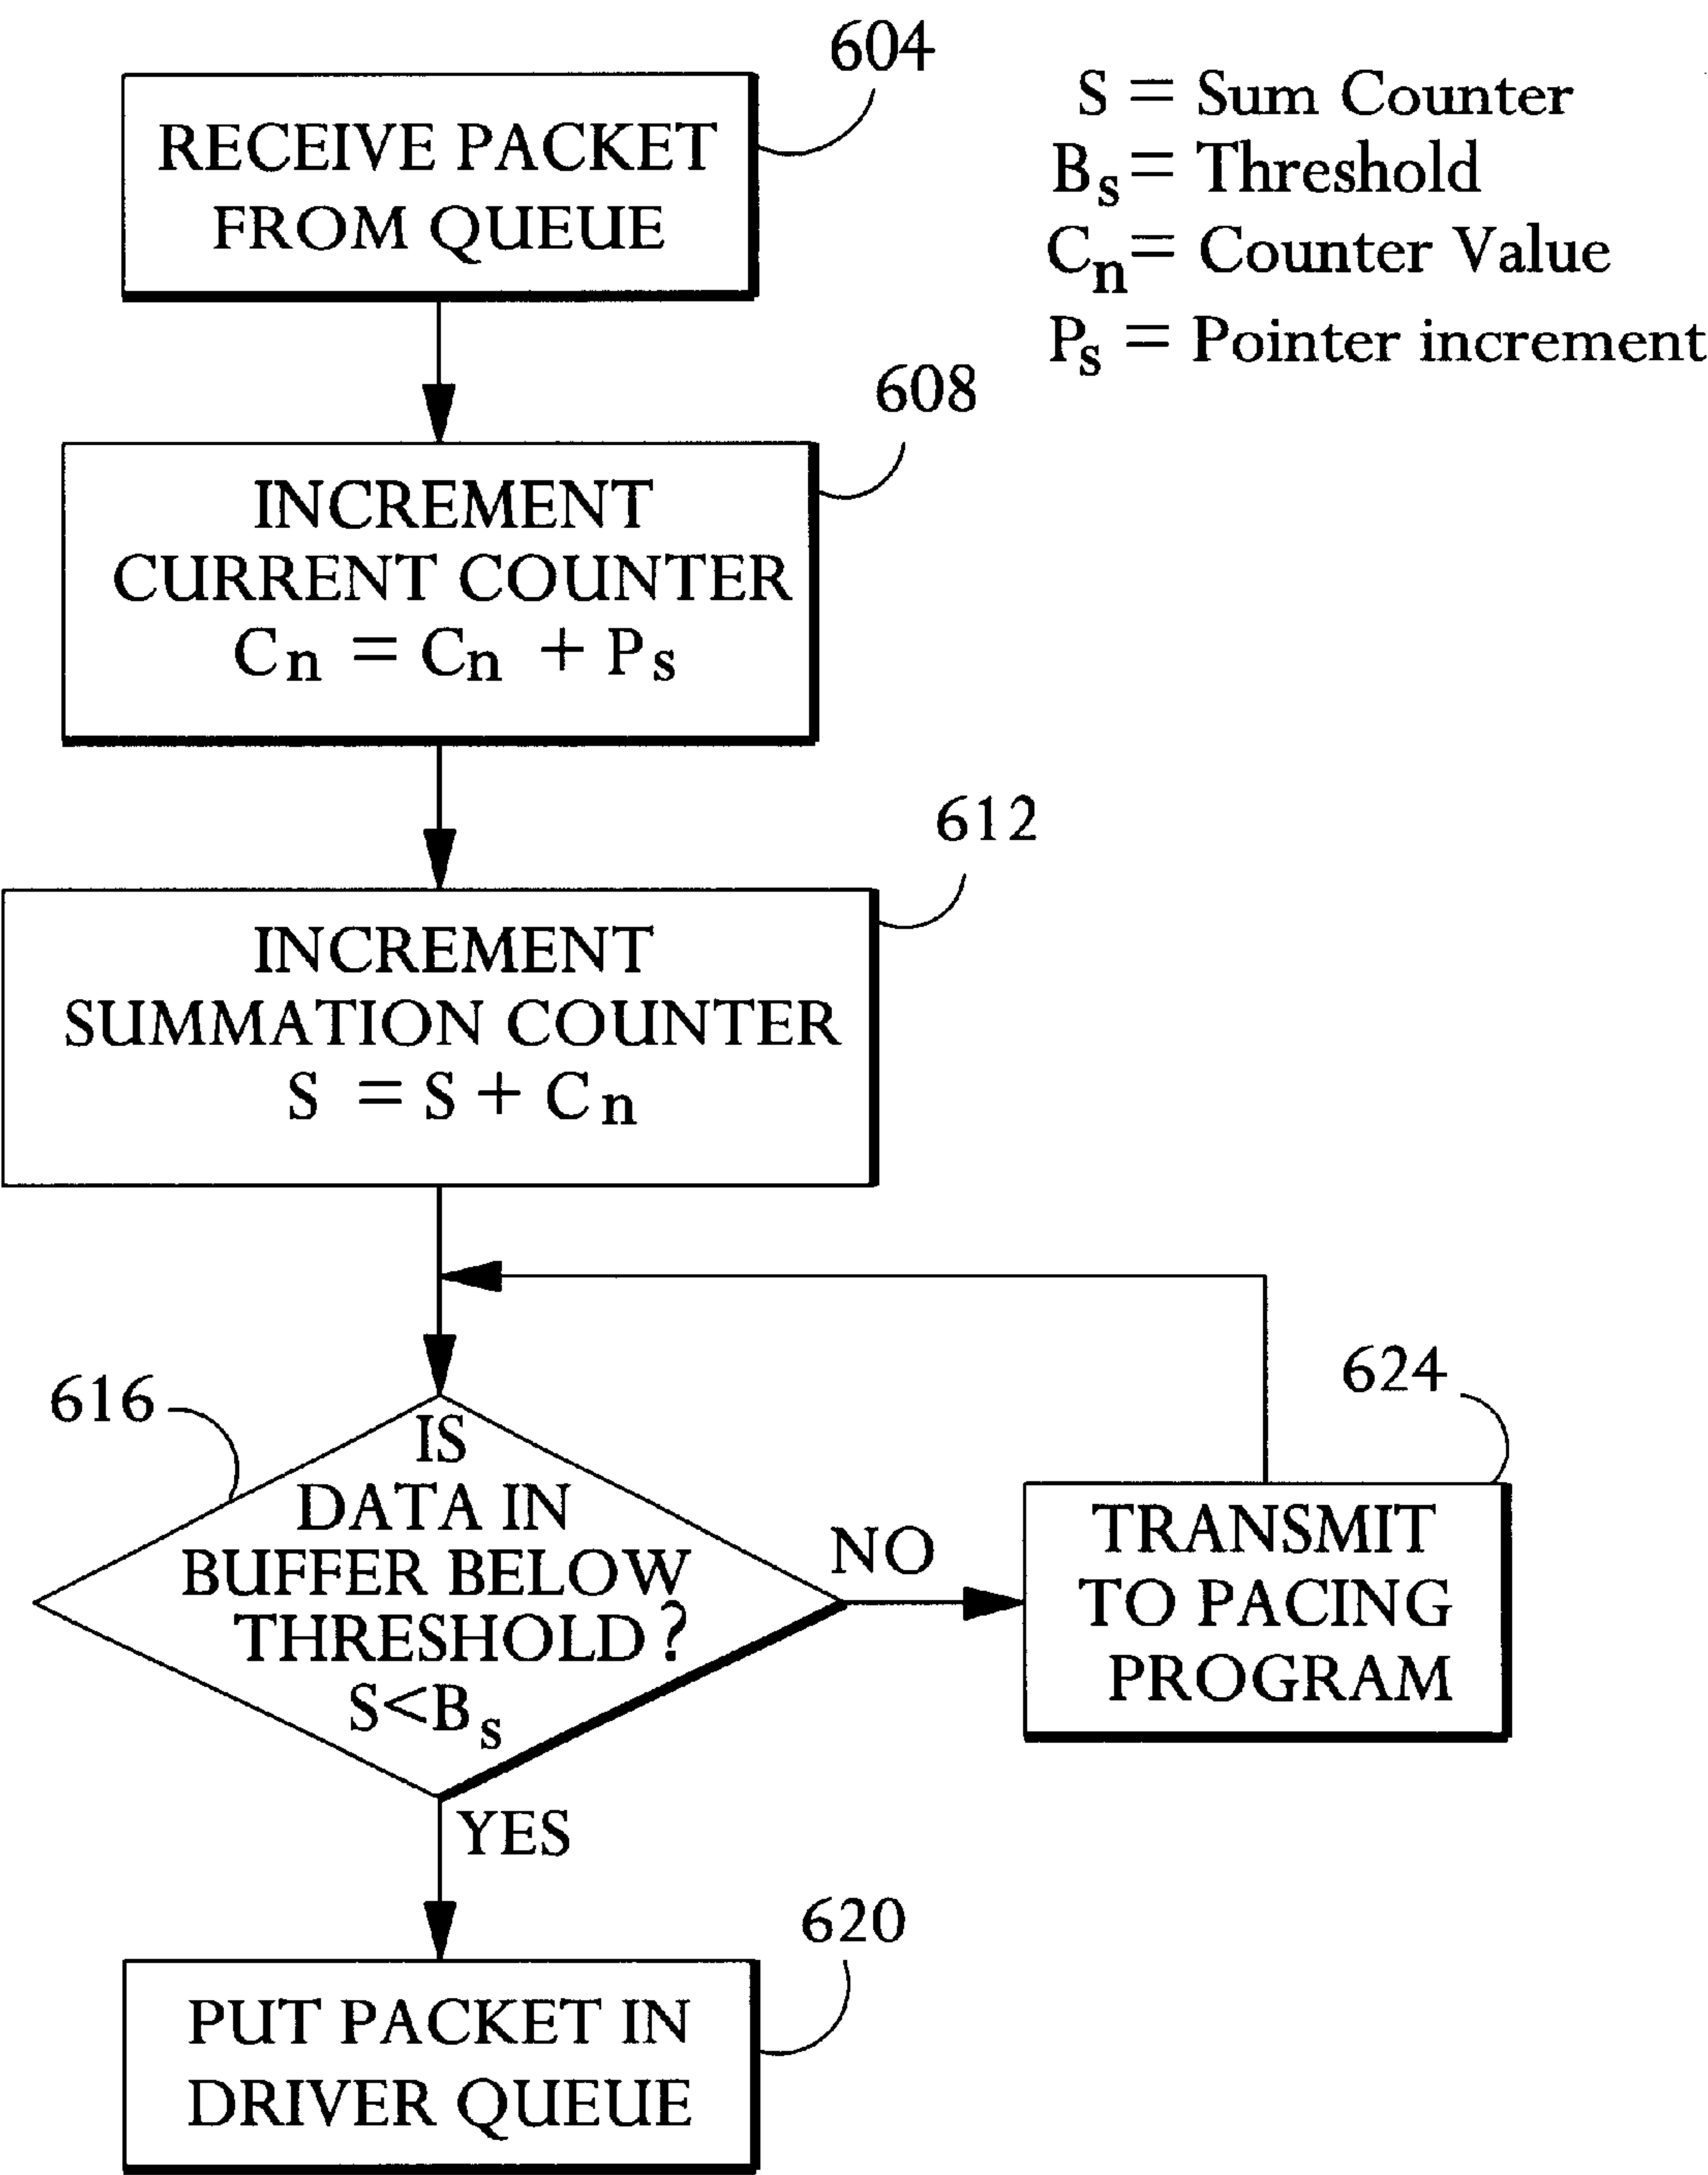 604
RECEIVE PACKET
FROM QUEUE
S = Sum Counter
Bs = Threshold
Cn = Counter Value
Ps = Pointer increment
608
INCREMENT
CURRENT COUNTER
Cn = Cn + Ps
612
INCREMENT
SUMMATION COUNTER
S = S + Cn
616
IS
DATA IN
BUFFER BELOW
THRESHOLD?
S<Bs
NO
624
TRANSMIT
TO PACING
PROGRAM
YES
620
PUT PACKET IN
DRIVER QUEUE